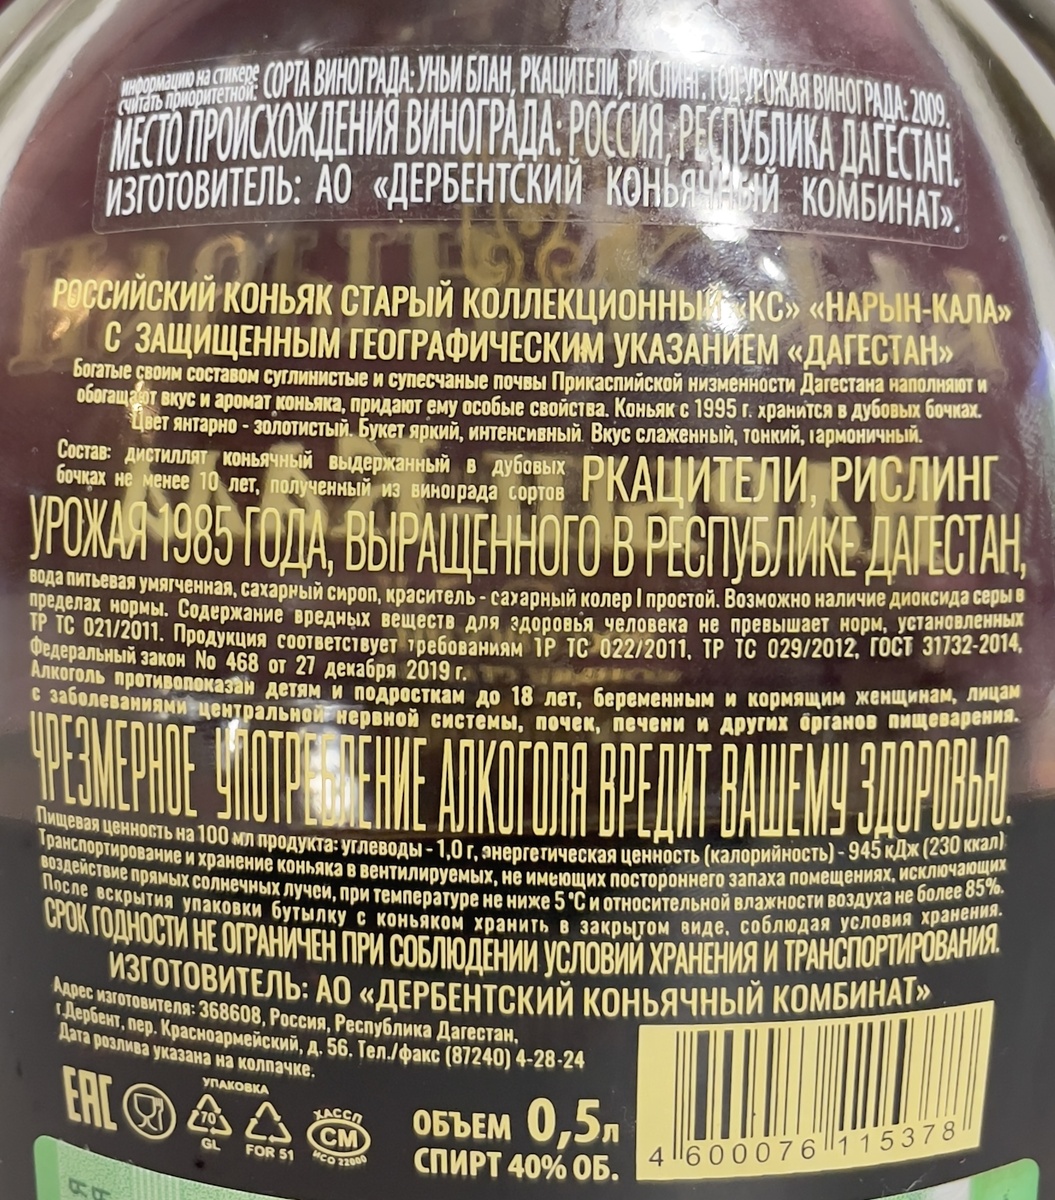 информацию на стикере
считать приоритетной:
СОРТА ВИНОГРАДА: УНЬИ БЛАН, РКАЦИТЕЛИ, РИСЛИНГ, ГОД УРОЖАЯ ВИНОГРАДА: 2009.
МЕСТО ПРОИСХОЖДЕНИЯ ВИНОГРАДА: РОССИЯ, РЕСПУБЛИКА ДАГЕСТАН.
ИЗГОТОВИТЕЛЬ: АО «ДЕРБЕНТСКИЙ КОНЬЯЧНЫЙ КОМБИНАТ».
РОССИЙСКИЙ КОНЬЯК СТАРЫЙ КОЛЛЕКЦИОННЫЙ «КС» «НАРЫН-КАЛА»
С ЗАЩИЩЕННЫМ ГЕОГРАФИЧЕСКИМ УКАЗАНИЕМ «ДАГЕСТАН»
Богатые своим составом суглинистые и супесчаные почвы Прикаспийской низменности Дагестана наполняют и
обогащают вкус и аромат коньяка, придают ему особые свойства. Коньяк с 1995 г. хранится в дубовых бочках.
Цвет янтарно - золотистый. Букет яркий, интенсивный. Вкус слаженный, тонкий, гармоничный.
Состав: дистиллят коньячный выдержанный в дубовых
бочках не менее 10 лет, полученный из винограда сортов
РКАЦИТЕЛИ, РИСЛИНГ
УРОЖАЯ 1985 ГОДА, ВЫРАЩЕННОГО В РЕСПУБЛИКЕ ДАГЕСТАН,
вода питьевая умягченная, сахарный сироп, краситель - сахарный колер I простой. Возможно наличие диоксида серы в
пределах нормы. Содержание вредных веществ для здоровья человека не превышает норм, установленных
ТР ТС 021/2011. Продукция соответствует требованиям ТР ТС 022/2011, ТР ТС 029/2012, ГОСТ 31732-2014,
Федеральный закон No 468 от 27 декабря 2019 г.
Алкоголь противопоказан детям и подросткам до 18 лет, беременным и кормящим женщинам, лицам
с заболеваниями центральной нервной системы, почек, печени и других органов пищеварения.
ЧРЕЗМЕРНОЕ УПОТРЕБЛЕНИЕ АЛКОГОЛЯ ВРЕДИТ ВАШЕМУ ЗДОРОВЬЮ.
Пищевая ценность на 100 мл продукта: углеводы - 1,0 г, энергетическая ценность (калорийность) - 945 кДж (230 ккал)
Транспортирование и хранение коньяка в вентилируемых, не имеющих постороннего запаха помещениях, исключающих
воздействие прямых солнечных лучей, при температуре не ниже 5 °С и относительной влажности воздуха не более 85%.
После вскрытия упаковки бутылку с коньяком хранить в закрытом виде, соблюдая условия хранения.
СРОК ГОДНОСТИ НЕ ОГРАНИЧЕН ПРИ СОБЛЮДЕНИИ УСЛОВИЙ ХРАНЕНИЯ И ТРАНСПОРТИРОВАНИЯ.
ИЗГОТОВИТЕЛЬ: АО «ДЕРБЕНТСКИЙ КОНЬЯЧНЫЙ КОМБИНАТ»
Адрес изготовителя: 368608, Россия, Республика Дагестан,
г.Дербент, пер. Красноармейский, д. 56. Тел./факс (87240) 4-28-24
Дата розлива указана на колпачке.
EAC
УПАКОВКА
70
GL
FOR 51
ХАССП
СМ
ИСО 22000
ОБЪЕМ 0,5л
СПИРТ 40% ОБ.
4 600076 115378